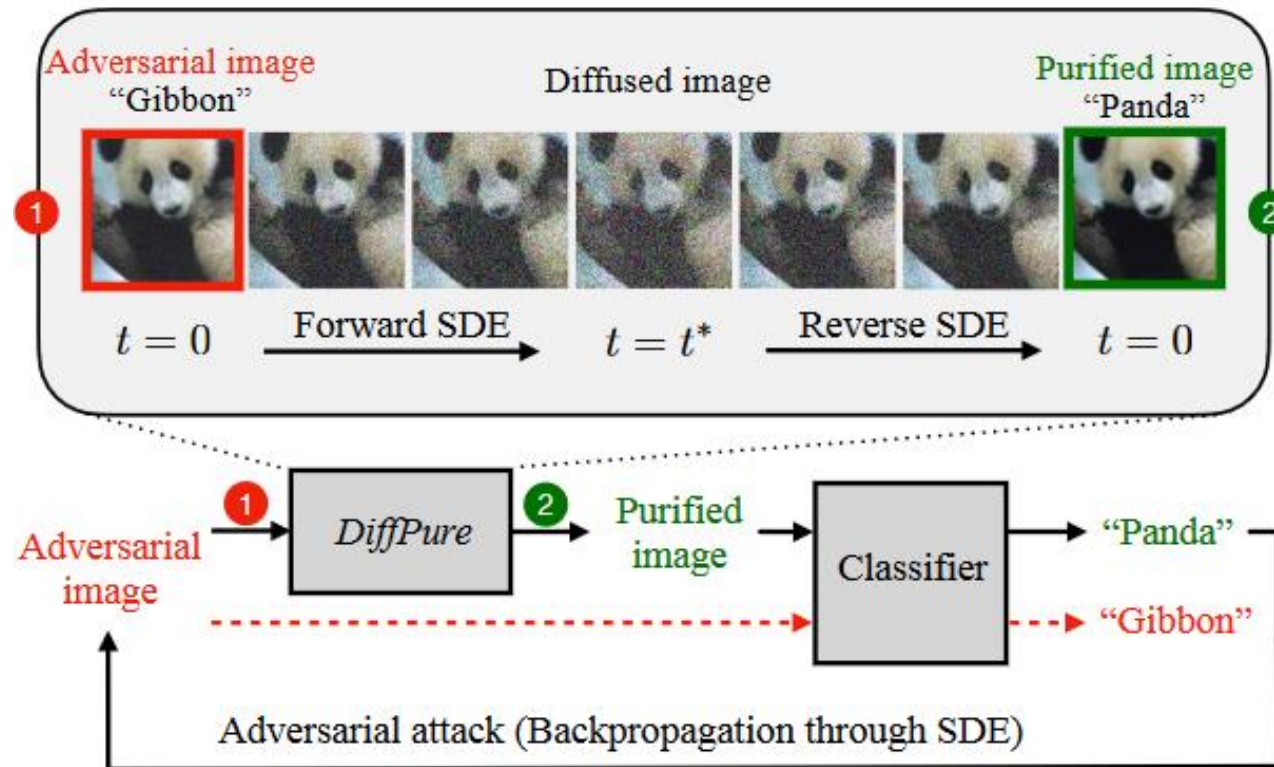 Adversarial image
“Gibbon”
Diffused image
Purified image
“Panda”
1
2
t = 0
Forward SDE
t = t*
Reverse SDE
t = 0
1
DiffPure
2
Purified
image
Adversarial
image
Classifier
“Panda”
“Gibbon”
Adversarial attack (Backpropagation through SDE)